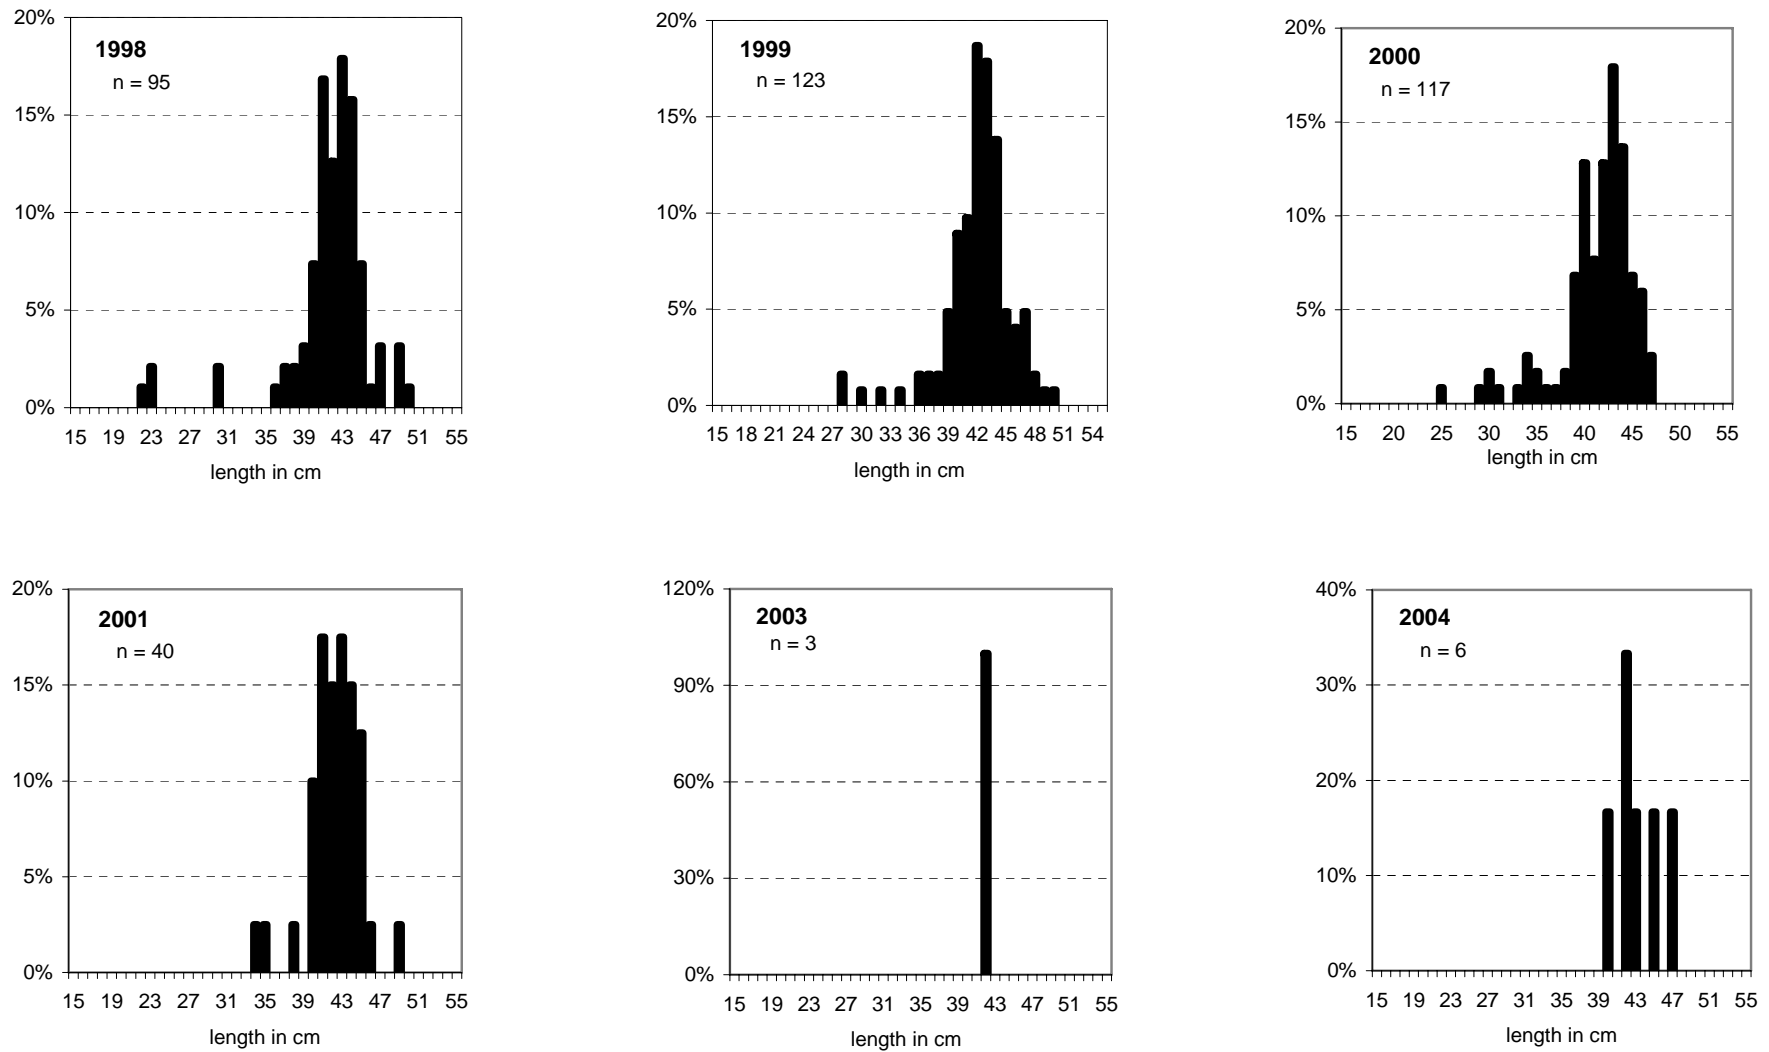 20%
15%
10%
5%
0%
1998
n = 95
15 19 23 27 31 35 39 43 47 51 55
length in cm
20%
15%
10%
5%
0%
1999
n = 123
15 18 21 24 27 30 33 36 39 42 45 48 51 54
length in cm
20%
15%
10%
5%
0%
2000
n = 117
15 20 25 30 35 40 45 50 55
length in cm
20%
15%
10%
5%
0%
2001
n = 40
15 19 23 27 31 35 39 43 47 51 55
length in cm
120%
90%
60%
30%
0%
2003
n = 3
15 19 23 27 31 35 39 43 47 51 55
length in cm
40%
30%
20%
10%
0%
2004
n = 6
15 19 23 27 31 35 39 43 47 51 55
length in cm